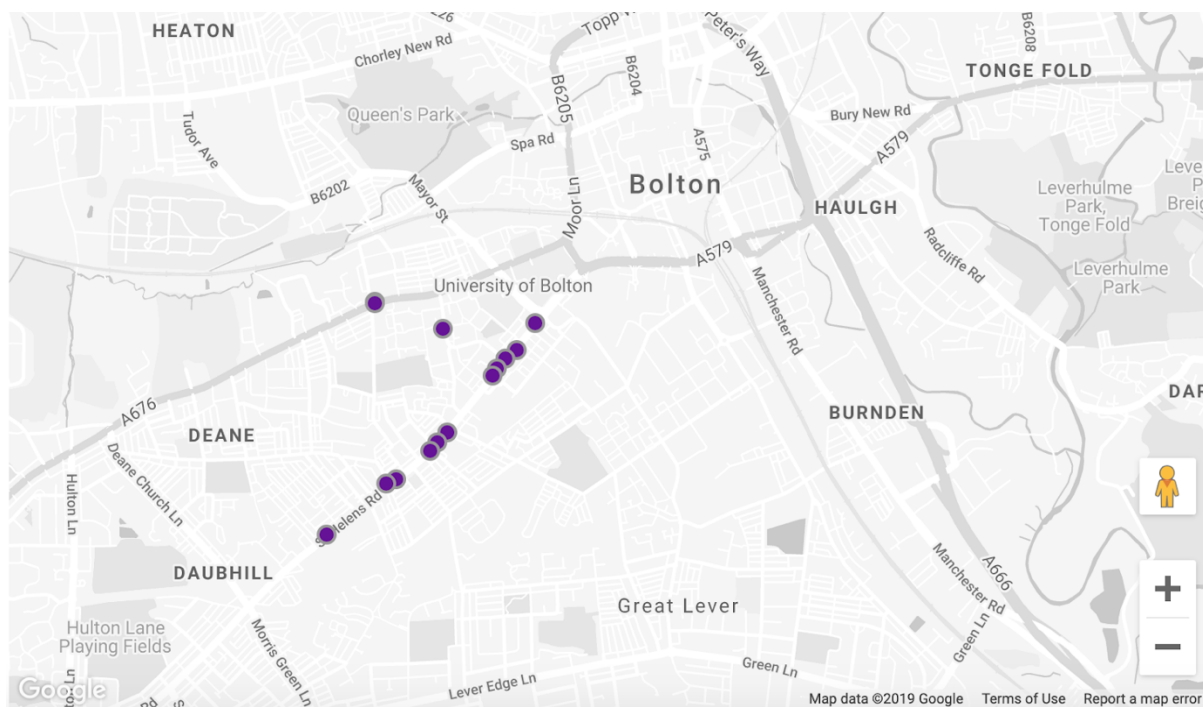 HEATON
Chorley New Rd
Topp
Peter's Way
B6208
TONGE FOLD
B6205
B6204
Queen's Park
Tudor Ave
Bury New Rd
Spa Rd
A575
A579
B6202
Mayor St
Bolton
Leverhulme
Park,
Tonge Fold
Moor Ln
HAULGH
Radcliffe Rd
A579
Leverhulme
Park
University of Bolton
Manchester Rd
A676
BURNDEN
DEANE
Deane Church Ln
Hulton Ln
Helens Rd
DAUBHILL
A666
Manchester Rd
Great Lever
Hulton Lane
Playing Fields
Morris Green Ln
Green Ln
Green Ln
Lever Edge Ln
Google
Map data ©2019 Google Terms of Use Report a map error